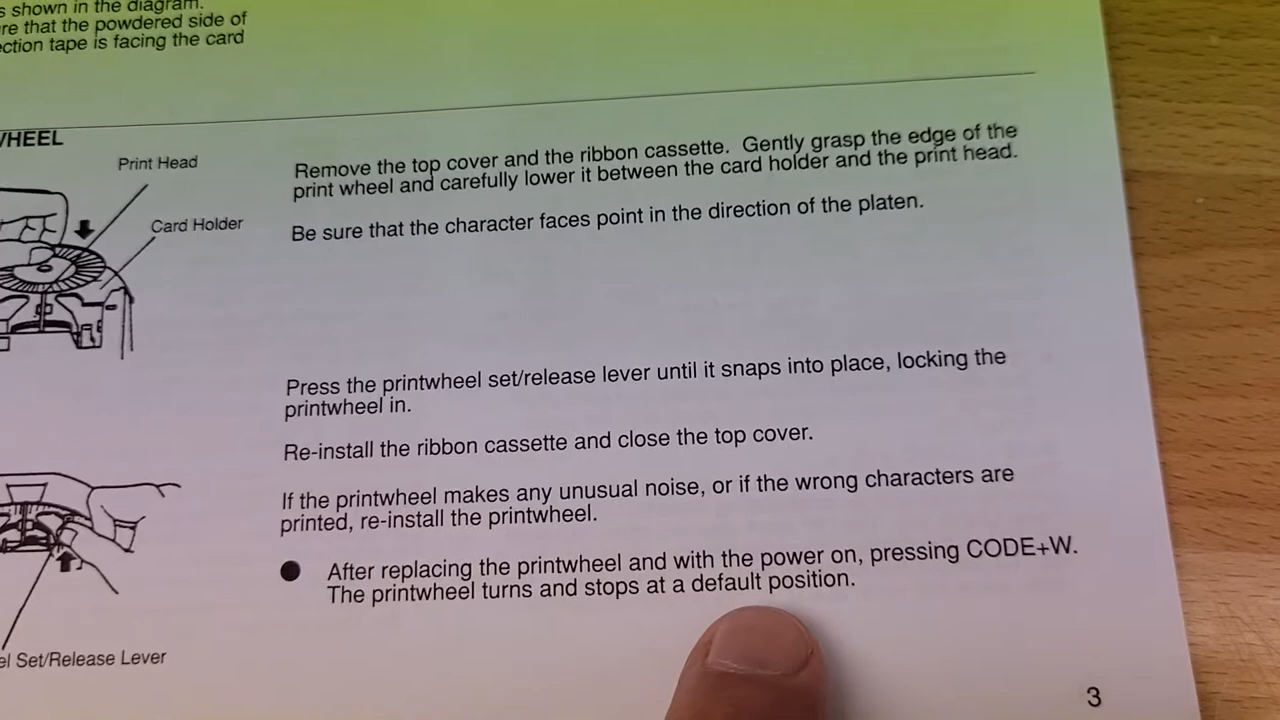 s shown in the diagram.
re that the powdered side of
ction tape is facing the card
WHEEL
Print Head
Card Holder
Remove the top cover and the ribbon cassette. Gently grasp the edge of the
print wheel and carefully lower it between the card holder and the print head.
Be sure that the character faces point in the direction of the platen.
Press the printwheel set/release lever until it snaps into place, locking the
printwheel in.
Re-install the ribbon cassette and close the top cover.
If the printwheel makes any unusual noise, or if the wrong characters are
printed, re-install the printwheel.
● After replacing the printwheel and with the power on, pressing CODE+W.
The printwheel turns and stops at a default position.
el Set/Release Lever
3